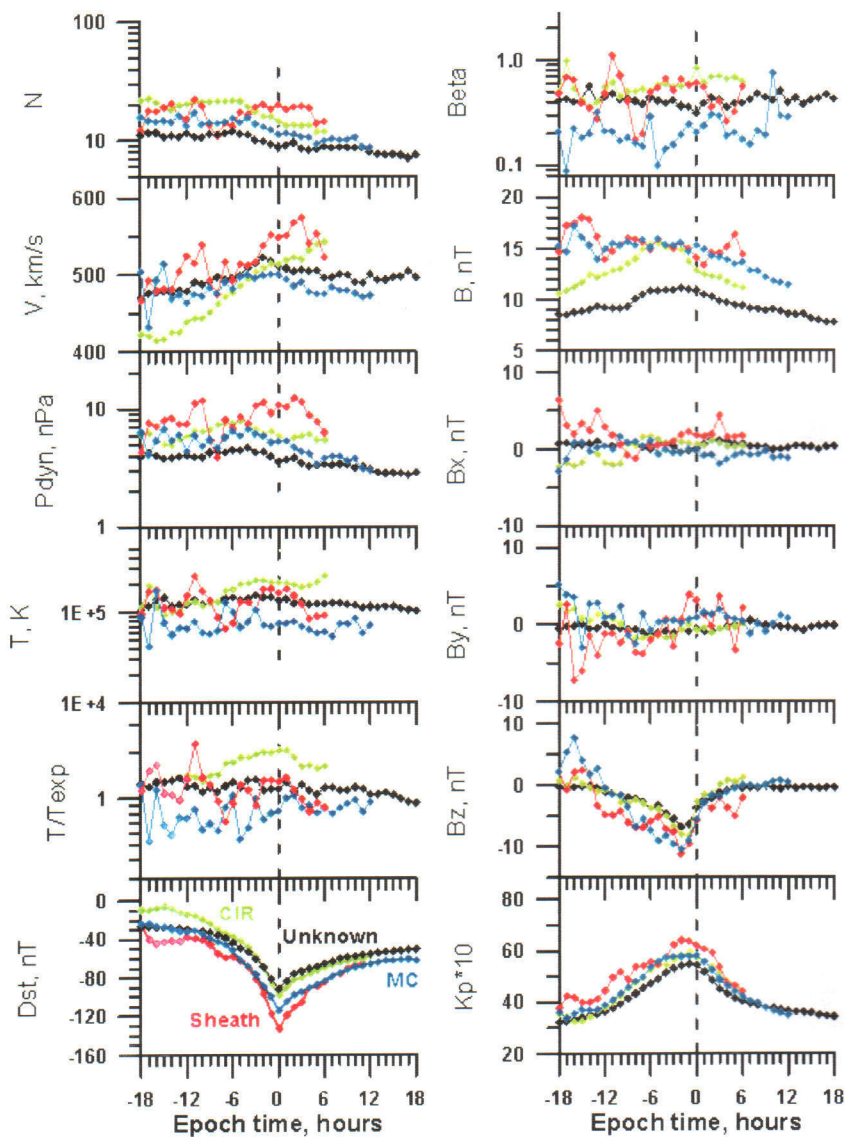 100
10
N
600
500
400
V, km/s
10
1
Pdyn, nPa
1E+5
1E+4
T, K
1
T/Texp
0
-40
-80
-120
-160
Dst, nT
CIR
Unknown
MC
Sheath
-18 -12 -6 0 6 12 18
Epoch time, hours
1.0
0.1
Beta
20
15
10
5
B, nT
10
0
-10
Bx, nT
10
0
-10
By, nT
10
0
-10
Bz, nT
80
60
40
20
Kp*10
-18 -12 -6 0 6 12 18
Epoch time, hours